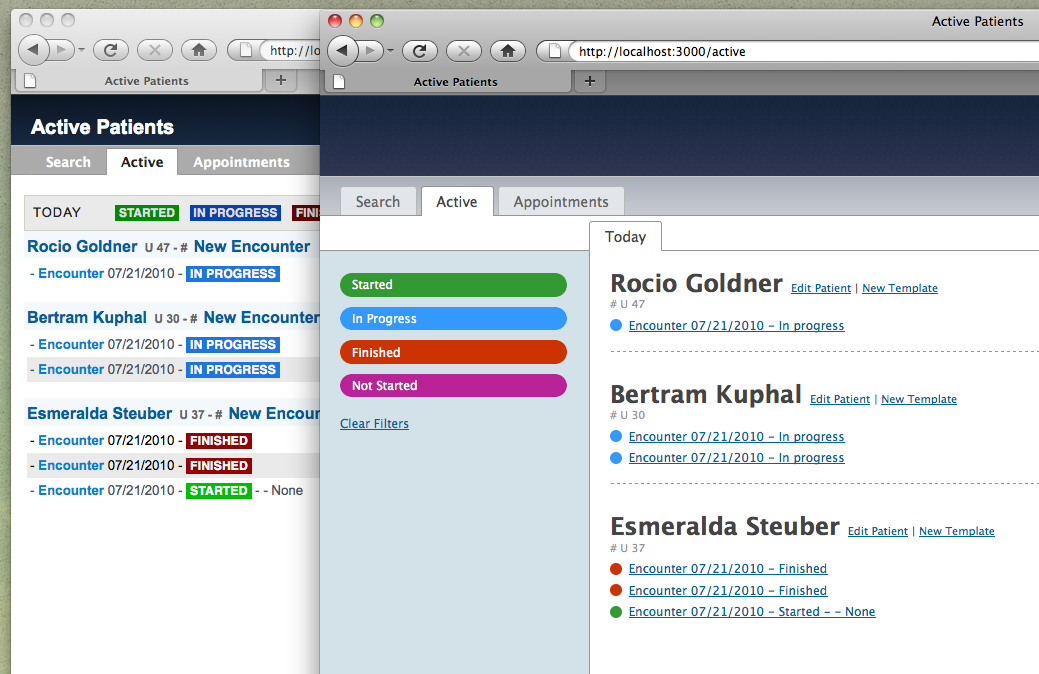 http://lo
Active Patients
Active Patients
Search Active Appointments
TODAY STARTED IN PROGRESS FINIS
Rocio Goldner U 47 - # New Encounter
- Encounter 07/21/2010 - IN PROGRESS
Bertram Kuphal U 30 - # New Encounter
- Encounter 07/21/2010 - IN PROGRESS
- Encounter 07/21/2010 - IN PROGRESS
Esmeralda Steuber U 37 - # New Encoun
- Encounter 07/21/2010 - FINISHED
- Encounter 07/21/2010 - FINISHED
- Encounter 07/21/2010 - STARTED - - None
Active Patients
http://localhost:3000/active
Active Patients
Search Active Appointments
Today
Started
In Progress
Finished
Not Started
Clear Filters
Rocio Goldner Edit Patient | New Template
# U 47
Encounter 07/21/2010 – In progress
Bertram Kuphal Edit Patient | New Template
# U 30
Encounter 07/21/2010 – In progress
Encounter 07/21/2010 – In progress
Esmeralda Steuber Edit Patient | New Template
# U 37
Encounter 07/21/2010 – Finished
Encounter 07/21/2010 – Finished
Encounter 07/21/2010 – Started – – None